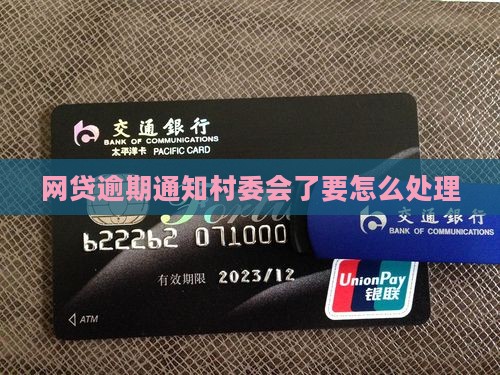 交通銀行
BANK OF COMMUNICATIONS
太平洋卡 PACIFIC CARD
网贷逾期通知村委会了要怎么处理
622262 071000
交通銀行
BANK OF COMMUNICATIONS
有效期限 2023/12
UnionPay
银联
ATM